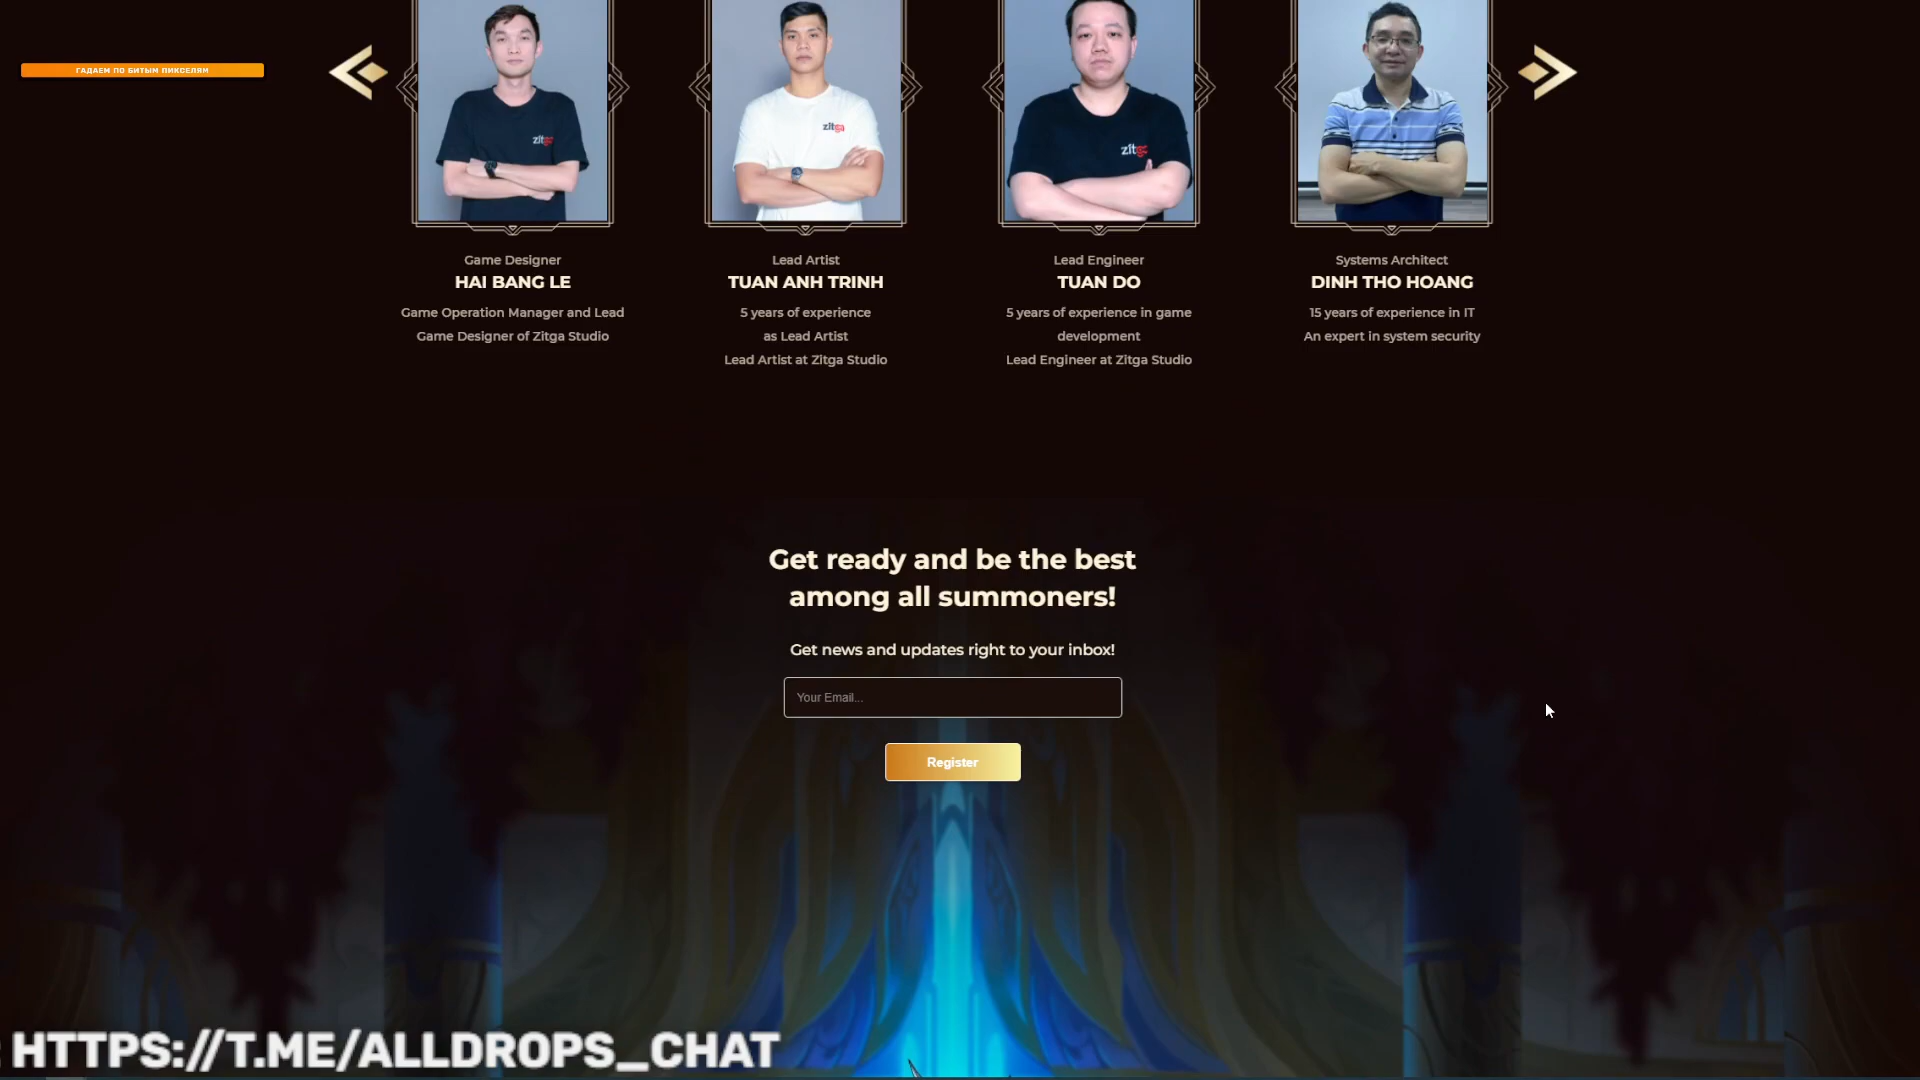 ГАДАЕМ ПО БИТЫМ ПИКСЕЛЯМ
zitga
zitga
zitga
Game Designer
HAI BANG LE
Game Operation Manager and Lead
Game Designer of Zitga Studio
Lead Artist
TUAN ANH TRINH
5 years of experience
as Lead Artist
Lead Artist at Zitga Studio
Lead Engineer
TUAN DO
5 years of experience in game
development
Lead Engineer at Zitga Studio
Systems Architect
DINH THO HOANG
15 years of experience in IT
An expert in system security
Get ready and be the best
among all summoners!
Get news and updates right to your inbox!
Your Email...
Register
HTTPS://T.ME/ALLDROPS_CHAT